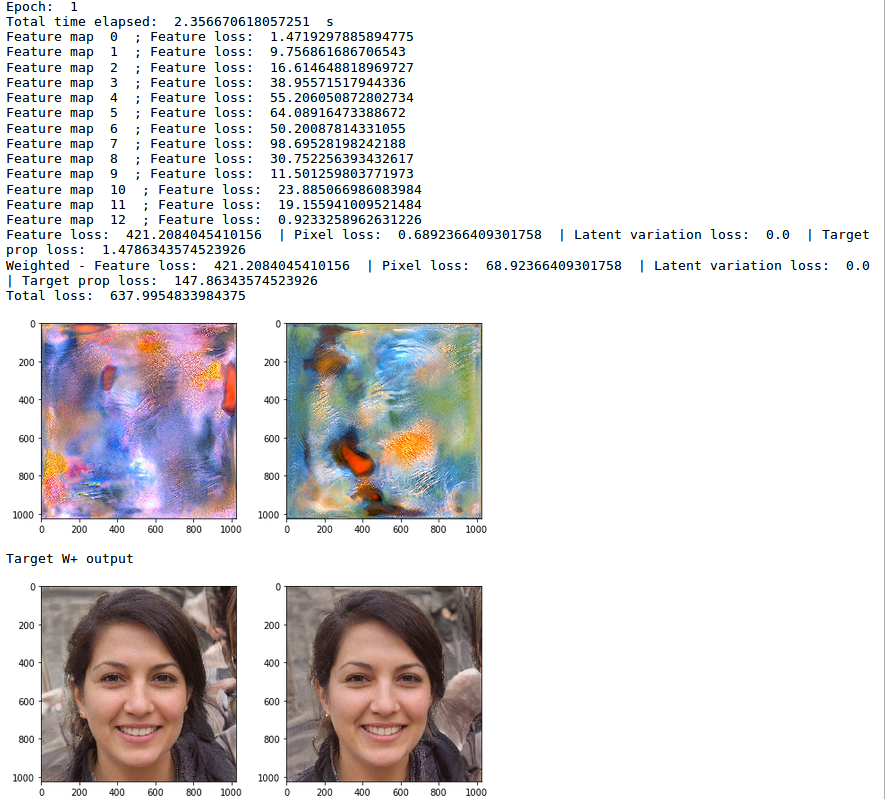 Epoch:  1
Total time elapsed:  2.356670618057251  s
Feature map  0  ; Feature loss:  1.4719297885894775
Feature map  1  ; Feature loss:  9.756861686706543
Feature map  2  ; Feature loss:  16.614648818969727
Feature map  3  ; Feature loss:  38.95571517944336
Feature map  4  ; Feature loss:  55.206050872802734
Feature map  5  ; Feature loss:  64.08916473388672
Feature map  6  ; Feature loss:  50.20087814331055
Feature map  7  ; Feature loss:  98.69528198242188
Feature map  8  ; Feature loss:  30.752256393432617
Feature map  9  ; Feature loss:  11.501259803771973
Feature map  10  ; Feature loss:  23.885066986083984
Feature map  11  ; Feature loss:  19.155941009521484
Feature map  12  ; Feature loss:  0.9233258962631226
Feature loss:  421.2084045410156  | Pixel loss:  0.6892366409301758  | Latent variation loss:  0.0  | Target
prop loss:  1.4786343574523926
Weighted - Feature loss:  421.2084045410156  | Pixel loss:  68.92366409301758  | Latent variation loss:  0.0
| Target prop loss:  147.86343574523926
Total loss:  637.9954833984375
0 200 400 600 800 1000
0 200 400 600 800 1000
0 200 400 600 800 1000
0 200 400 600 800 1000
Target W+ output
0 200 400 600 800 1000
0 200 400 600 800 1000
0 200 400 600 800 1000
0 200 400 600 800 1000